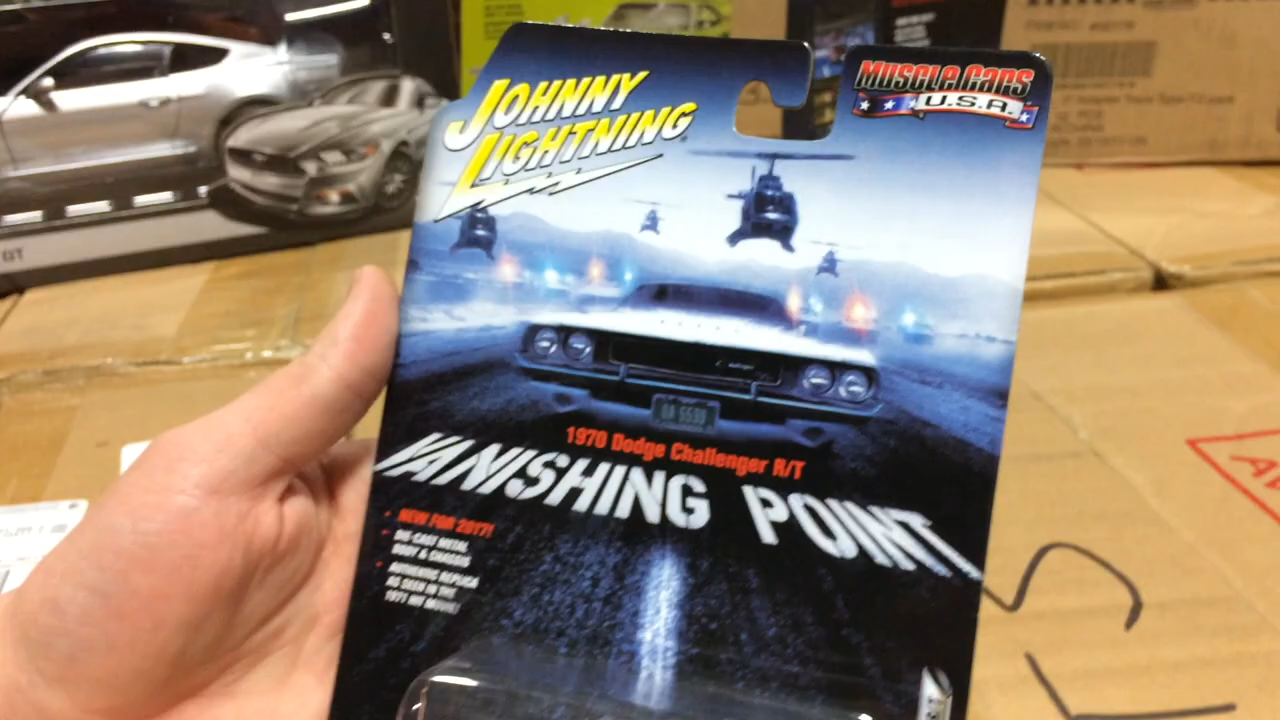 JOHNNY
LIGHTNING
MUSCLE CARS
U.S.A.
1970 Dodge Challenger R/T
VANISHING POINT
• NEW FOR 2017!
• DIE-CAST METAL
BODY & CHASSIS
• AUTHENTIC REPLICA
AS SEEN IN THE
1971 HIT MOVIE!
GT